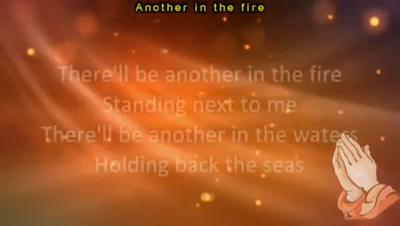 Another in the fire
There'll be another in the fire
Standing next to me
There'll be another in the waters
Holding back the seas